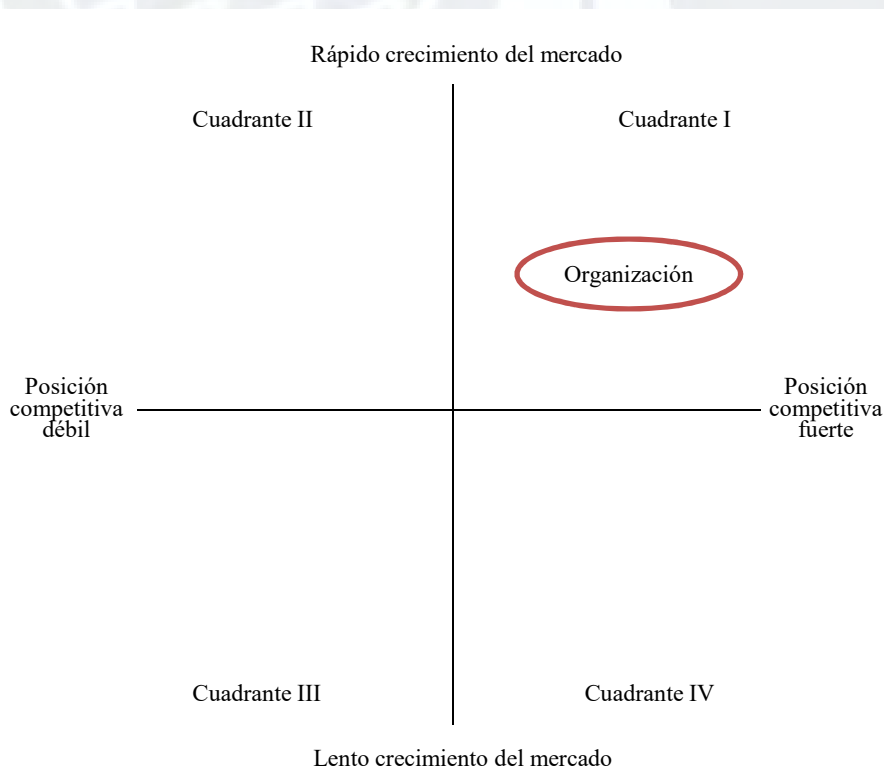 Rápido crecimiento del mercado
Cuadrante II
Cuadrante I
Organización
Posición
competitiva
débil
Posición
competitiva
fuerte
Cuadrante III
Cuadrante IV
Lento crecimiento del mercado